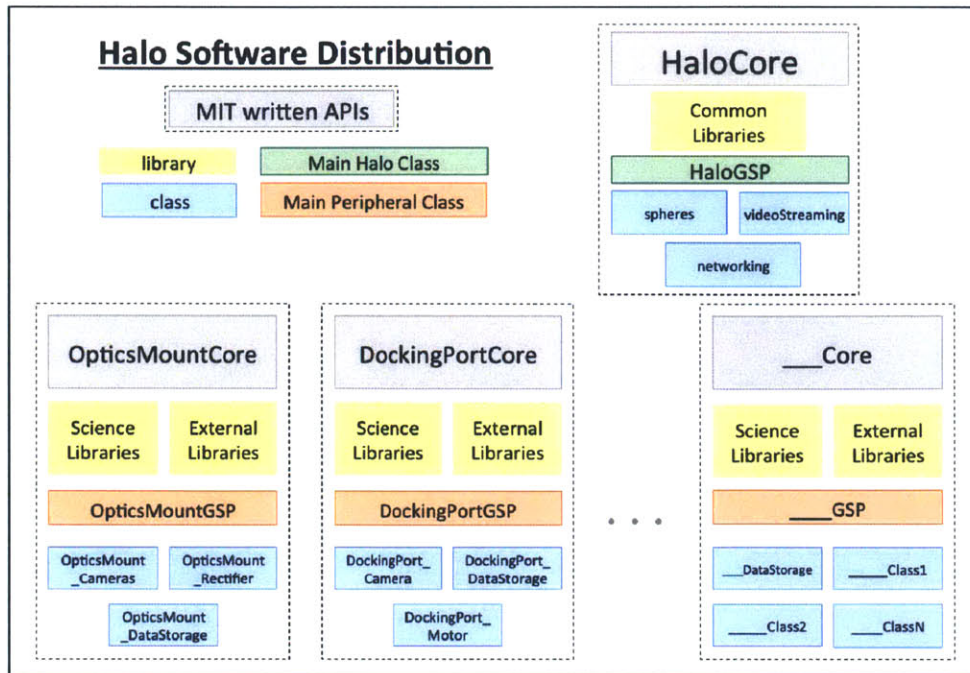 Halo Software Distribution
MIT written APIs
library
Main Halo Class
class
Main Peripheral Class
HaloCore
Common
Libraries
HaloGSP
spheres
videoStreaming
networking
OpticsMountCore
Science
Libraries
External
Libraries
OpticsMountGSP
OpticsMount
_Cameras
OpticsMount
_Rectifier
OpticsMount
_DataStorage
DockingPortCore
Science
Libraries
External
Libraries
DockingPortGSP
DockingPort_
Camera
DockingPort_
DataStorage
DockingPort_
Motor
. . .
___Core
Science
Libraries
External
Libraries
____GSP
___DataStorage
_____Class1
_____Class2
____ClassN